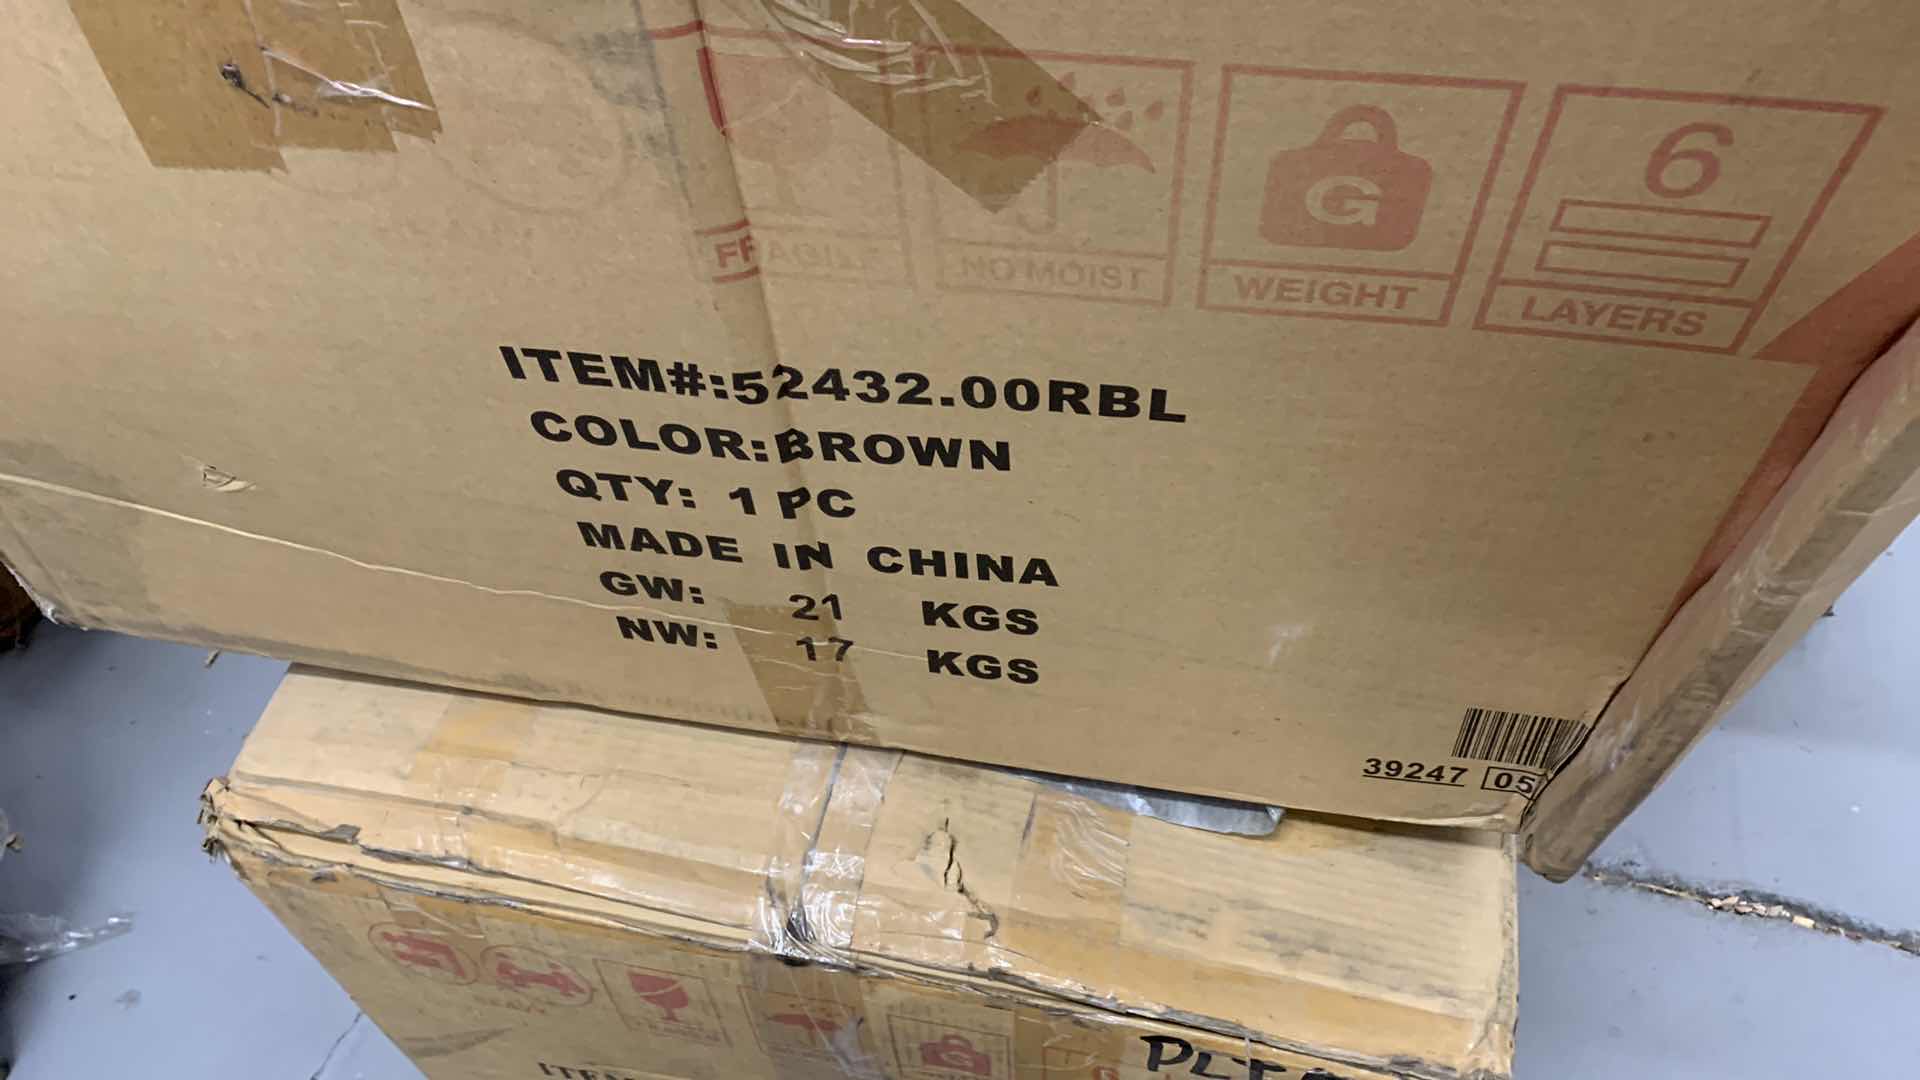 FRAGILE
NO MOIST
G
WEIGHT
6
LAYERS
ITEM#:52432.00RBL
COLOR:BROWN
QTY: 1 PC
MADE IN CHINA
GW: 21 KGS
NW: 17 KGS
39247 05
G
ITEM